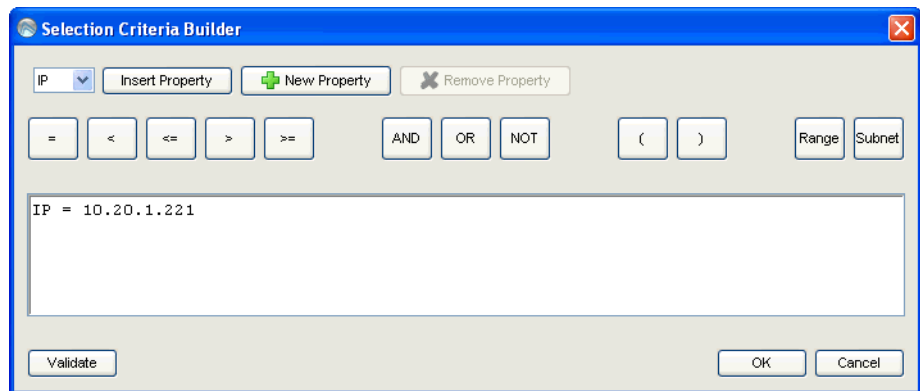 Selection Criteria Builder
IP Insert Property New Property Remove Property
= < <= > >= AND OR NOT ( ) Range Subnet
IP = 10.20.1.221
Validate OK Cancel